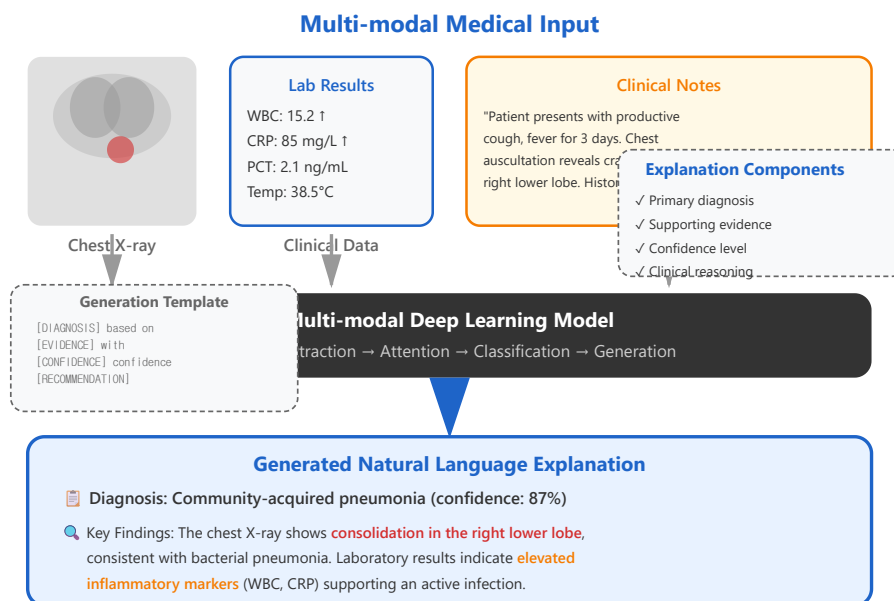 Multi-modal Medical Input
Lab Results
WBC: 15.2 ↑
CRP: 85 mg/L ↑
PCT: 2.1 ng/mL
Temp: 38.5°C
Clinical Notes
"Patient presents with productive
cough, fever for 3 days. Chest
auscultation reveals
right lower lobe.
Explanation Components
✓ Primary diagnosis
✓ Supporting evidence
✓ Confidence level
✓ Clinical reasoning
Chest X-ray
Clinical Data
Generation Template
[DIAGNOSIS] based on
[EVIDENCE] with
[CONFIDENCE] confidence
[RECOMMENDATION]
Multi-modal Deep Learning Model
→ Attention → Classification → Generation
Generated Natural Language Explanation
📋 Diagnosis: Community-acquired pneumonia (confidence: 87%)
🔍 Key Findings: The chest X-ray shows consolidation in the right lower lobe,
consistent with bacterial pneumonia. Laboratory results indicate elevated
inflammatory markers (WBC, CRP) supporting an active infection.